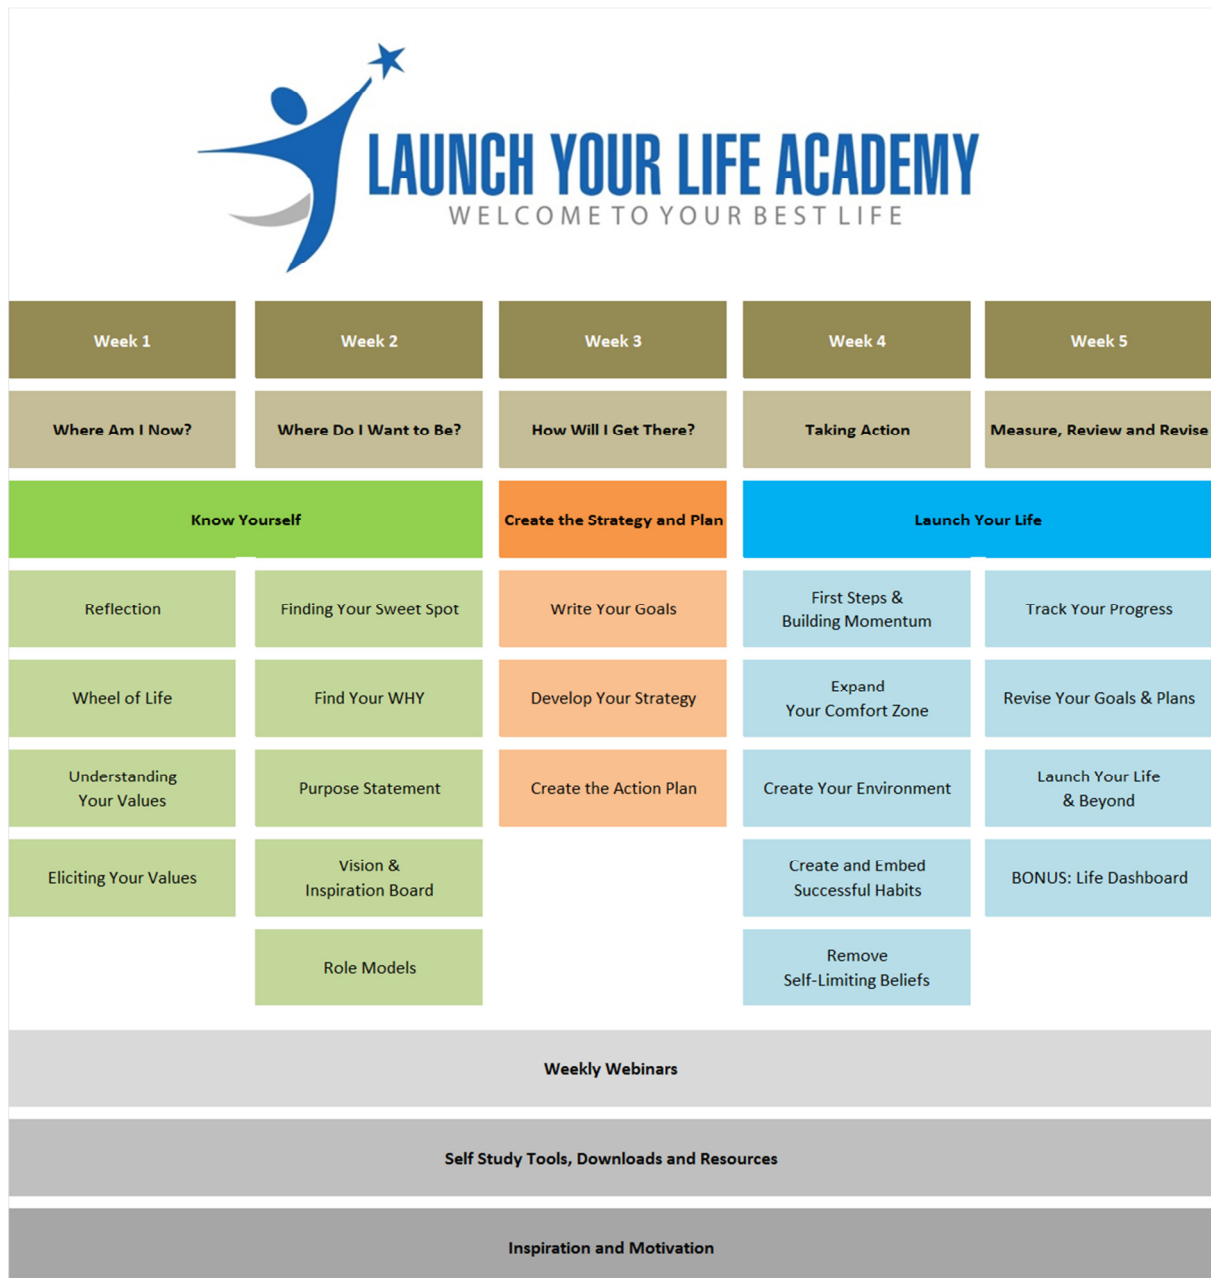 LAUNCH YOUR LIFE ACADEMY
WELCOME TO YOUR BEST LIFE
Week 1
Week 2
Week 3
Week 4
Week 5
Where Am I Now?
Where Do I Want to Be?
How Will I Get There?
Taking Action
Measure, Review and Revise
Know Yourself
Create the Strategy and Plan
Launch Your Life
Reflection
Finding Your Sweet Spot
Write Your Goals
First Steps &
Building Momentum
Track Your Progress
Wheel of Life
Find Your WHY
Develop Your Strategy
Expand
Your Comfort Zone
Revise Your Goals & Plans
Understanding
Your Values
Purpose Statement
Create the Action Plan
Create Your Environment
Launch Your Life
& Beyond
Eliciting Your Values
Vision &
Inspiration Board
Create and Embed
Successful Habits
BONUS: Life Dashboard
Role Models
Remove
Self-Limiting Beliefs
Weekly Webinars
Self Study Tools, Downloads and Resources
Inspiration and Motivation